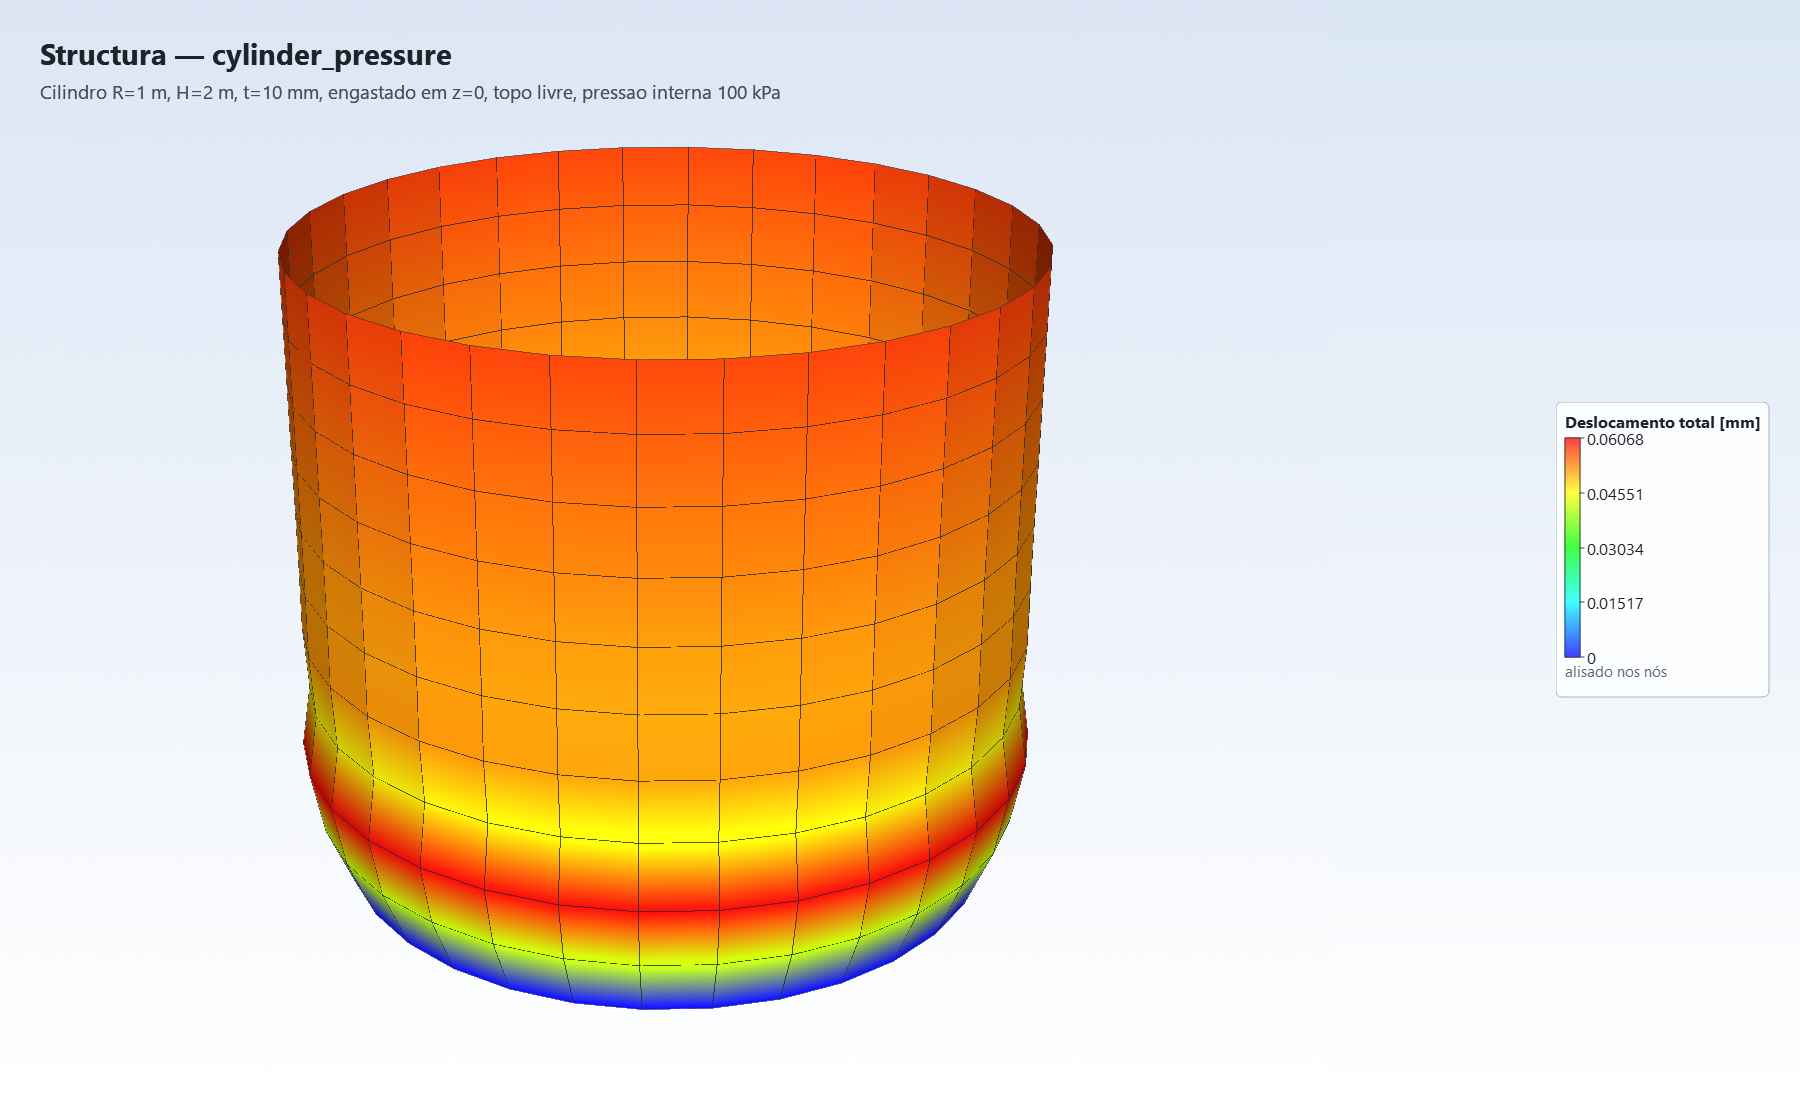 Structura — cylinder_pressure
Cilindro R=1 m, H=2 m, t=10 mm, engastado em z=0, topo livre, pressao interna 100 kPa
Deslocamento total [mm]
0.06068
0.04551
0.03034
0.01517
0
alisado nos nós